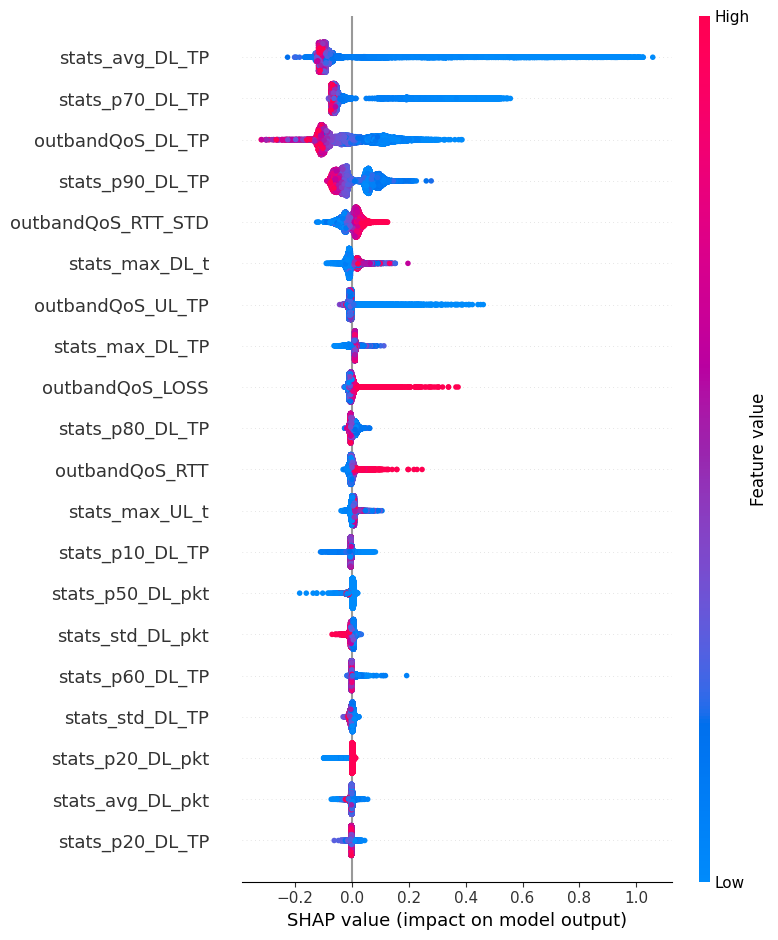 High
stats_avg_DL_TP
stats_p70_DL_TP
outbandQoS_DL_TP
stats_p90_DL_TP
outbandQoS_RTT_STD
stats_max_DL_t
outbandQoS_UL_TP
stats_max_DL_TP
outbandQoS_LOSS
stats_p80_DL_TP
outbandQoS_RTT
stats_max_UL_t
stats_p10_DL_TP
stats_p50_DL_pkt
stats_std_DL_pkt
stats_p60_DL_TP
stats_std_DL_TP
stats_p20_DL_pkt
stats_avg_DL_pkt
stats_p20_DL_TP
Feature value
Low
−0.2 0.0 0.2 0.4 0.6 0.8 1.0
SHAP value (impact on model output)